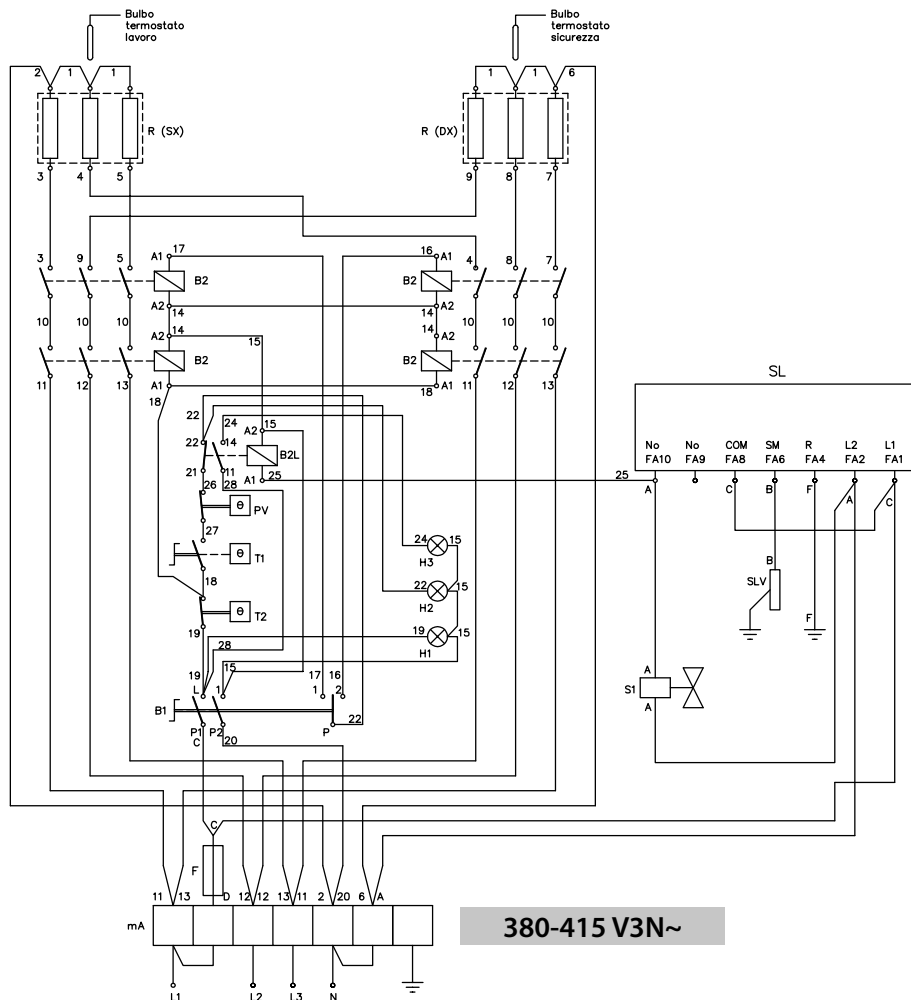 Bulbo
termostato
lavoro
Bulbo
termostato
sicurezza
2 1 1
1 1 6
R (SX)
R (DX)
3 4 5
9 8 7
3 9 5 A1 17
16 A1 4 8 7
B2
B2
A2
14
A2
14
10 10 10
10 10 10
A2 14
15
14
A2
B2
B2
11 12 13 A1
18
A1
18
11 12 13
SL
22 24
22 14 A2 15
B2L
21 11 A1 25
26 28
PV
θ
27
T1
θ
18
T2
θ
19
28
24 15
H3
22 15
H2
19 15
H1
25
No
FA10
No
FA9
COM
FA8
SM
FA6
R
FA4
L2
FA2
L1
FA1
A C B F A C
B
SLV
F
A
S1
A
19 15 17 16
L 1 1 2
B1
P1 P2 P 22
C 20
C
F
11 13 D 12 12 13 11 2 20 6 A
mA
380-415 V3N~
L1 L2 L3 N